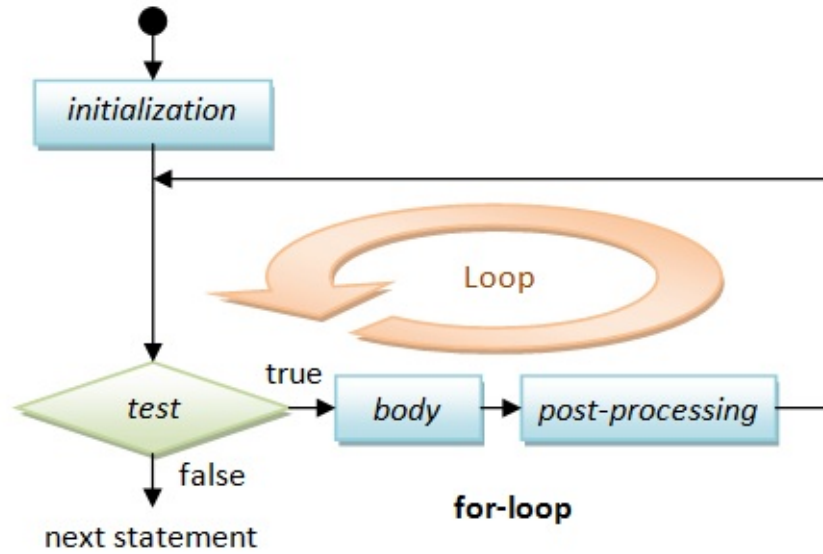 initialization
Loop
true
test
body
post-processing
false
for-loop
next statement